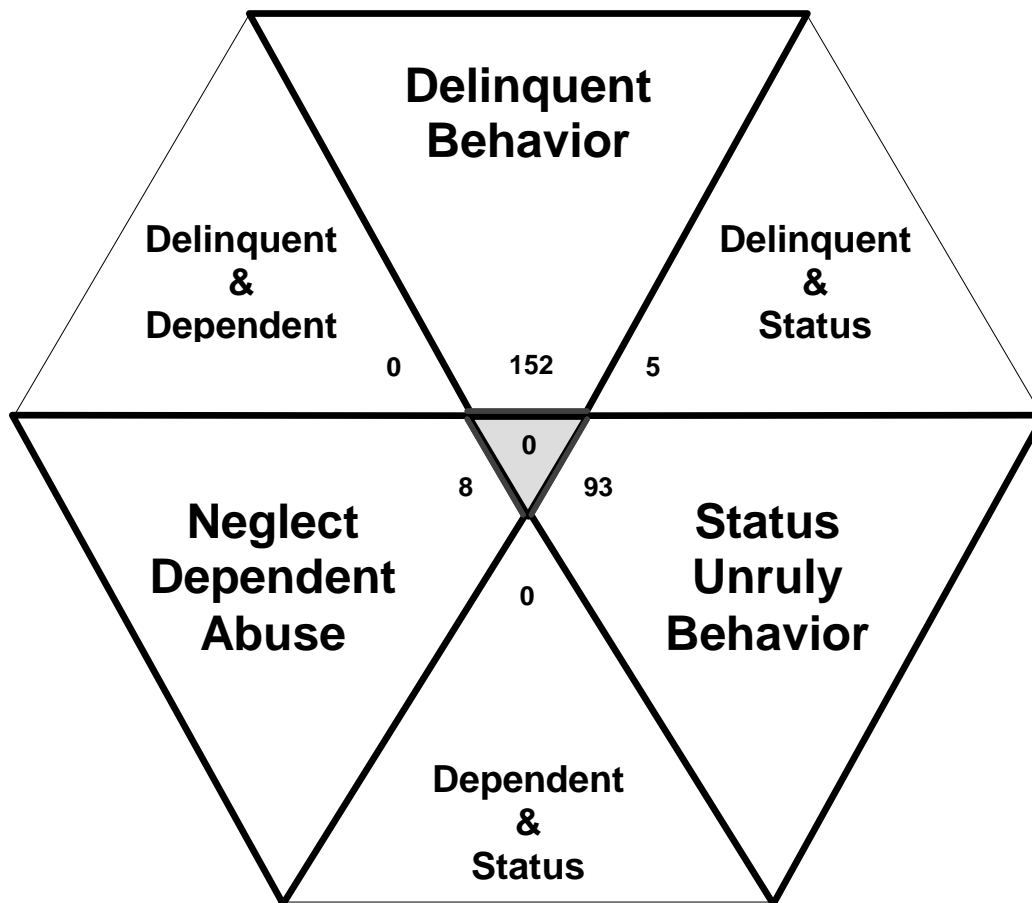 Delinquent
Behavior
Delinquent
&
Dependent
Delinquent
&
Status
0
152
5
0
8
93
Neglect
Dependent
Abuse
Status
Unruly
Behavior
0
Dependent
&
Status